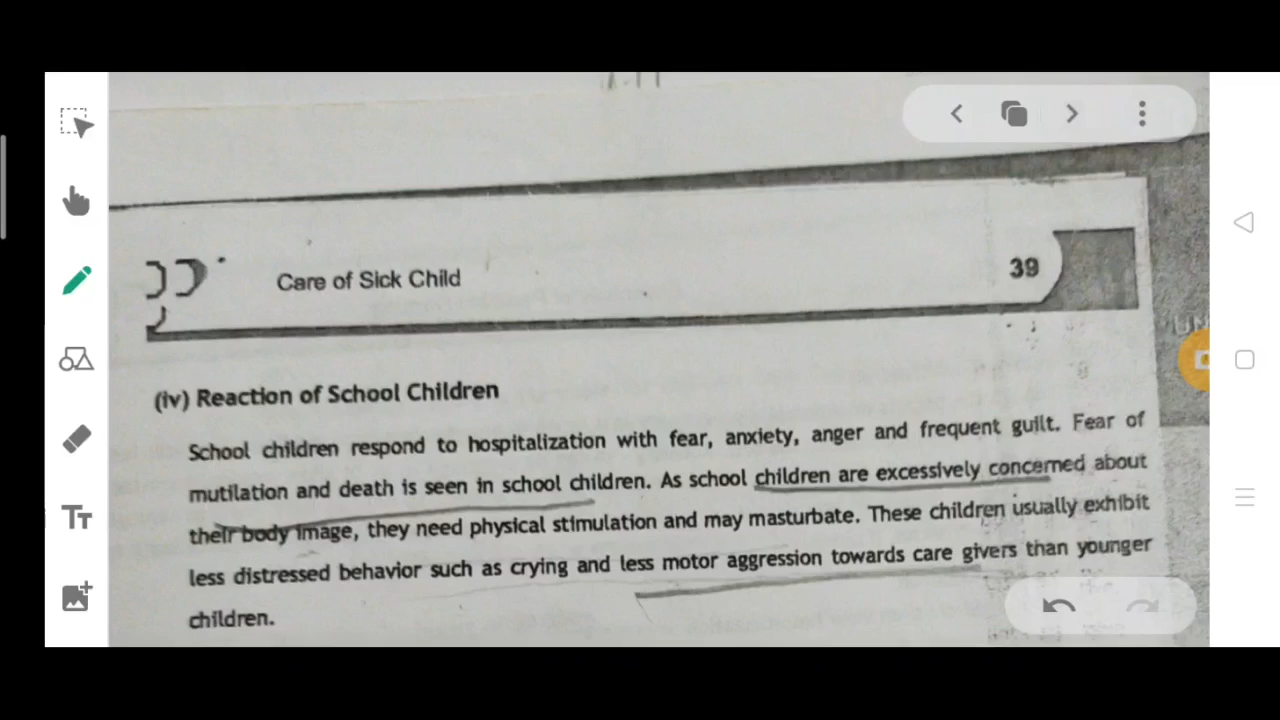 Care of Sick Child
39
(iv) Reaction of School Children
School children respond to hospitalization with fear, anxiety, anger and frequent guilt. Fear of
mutilation and death is seen in school children. As school children are excessively concerned about
their body image, they need physical stimulation and may masturbate. These children usually exhibit
less distressed behavior such as crying and less motor aggression towards care givers than younger
children.
TT